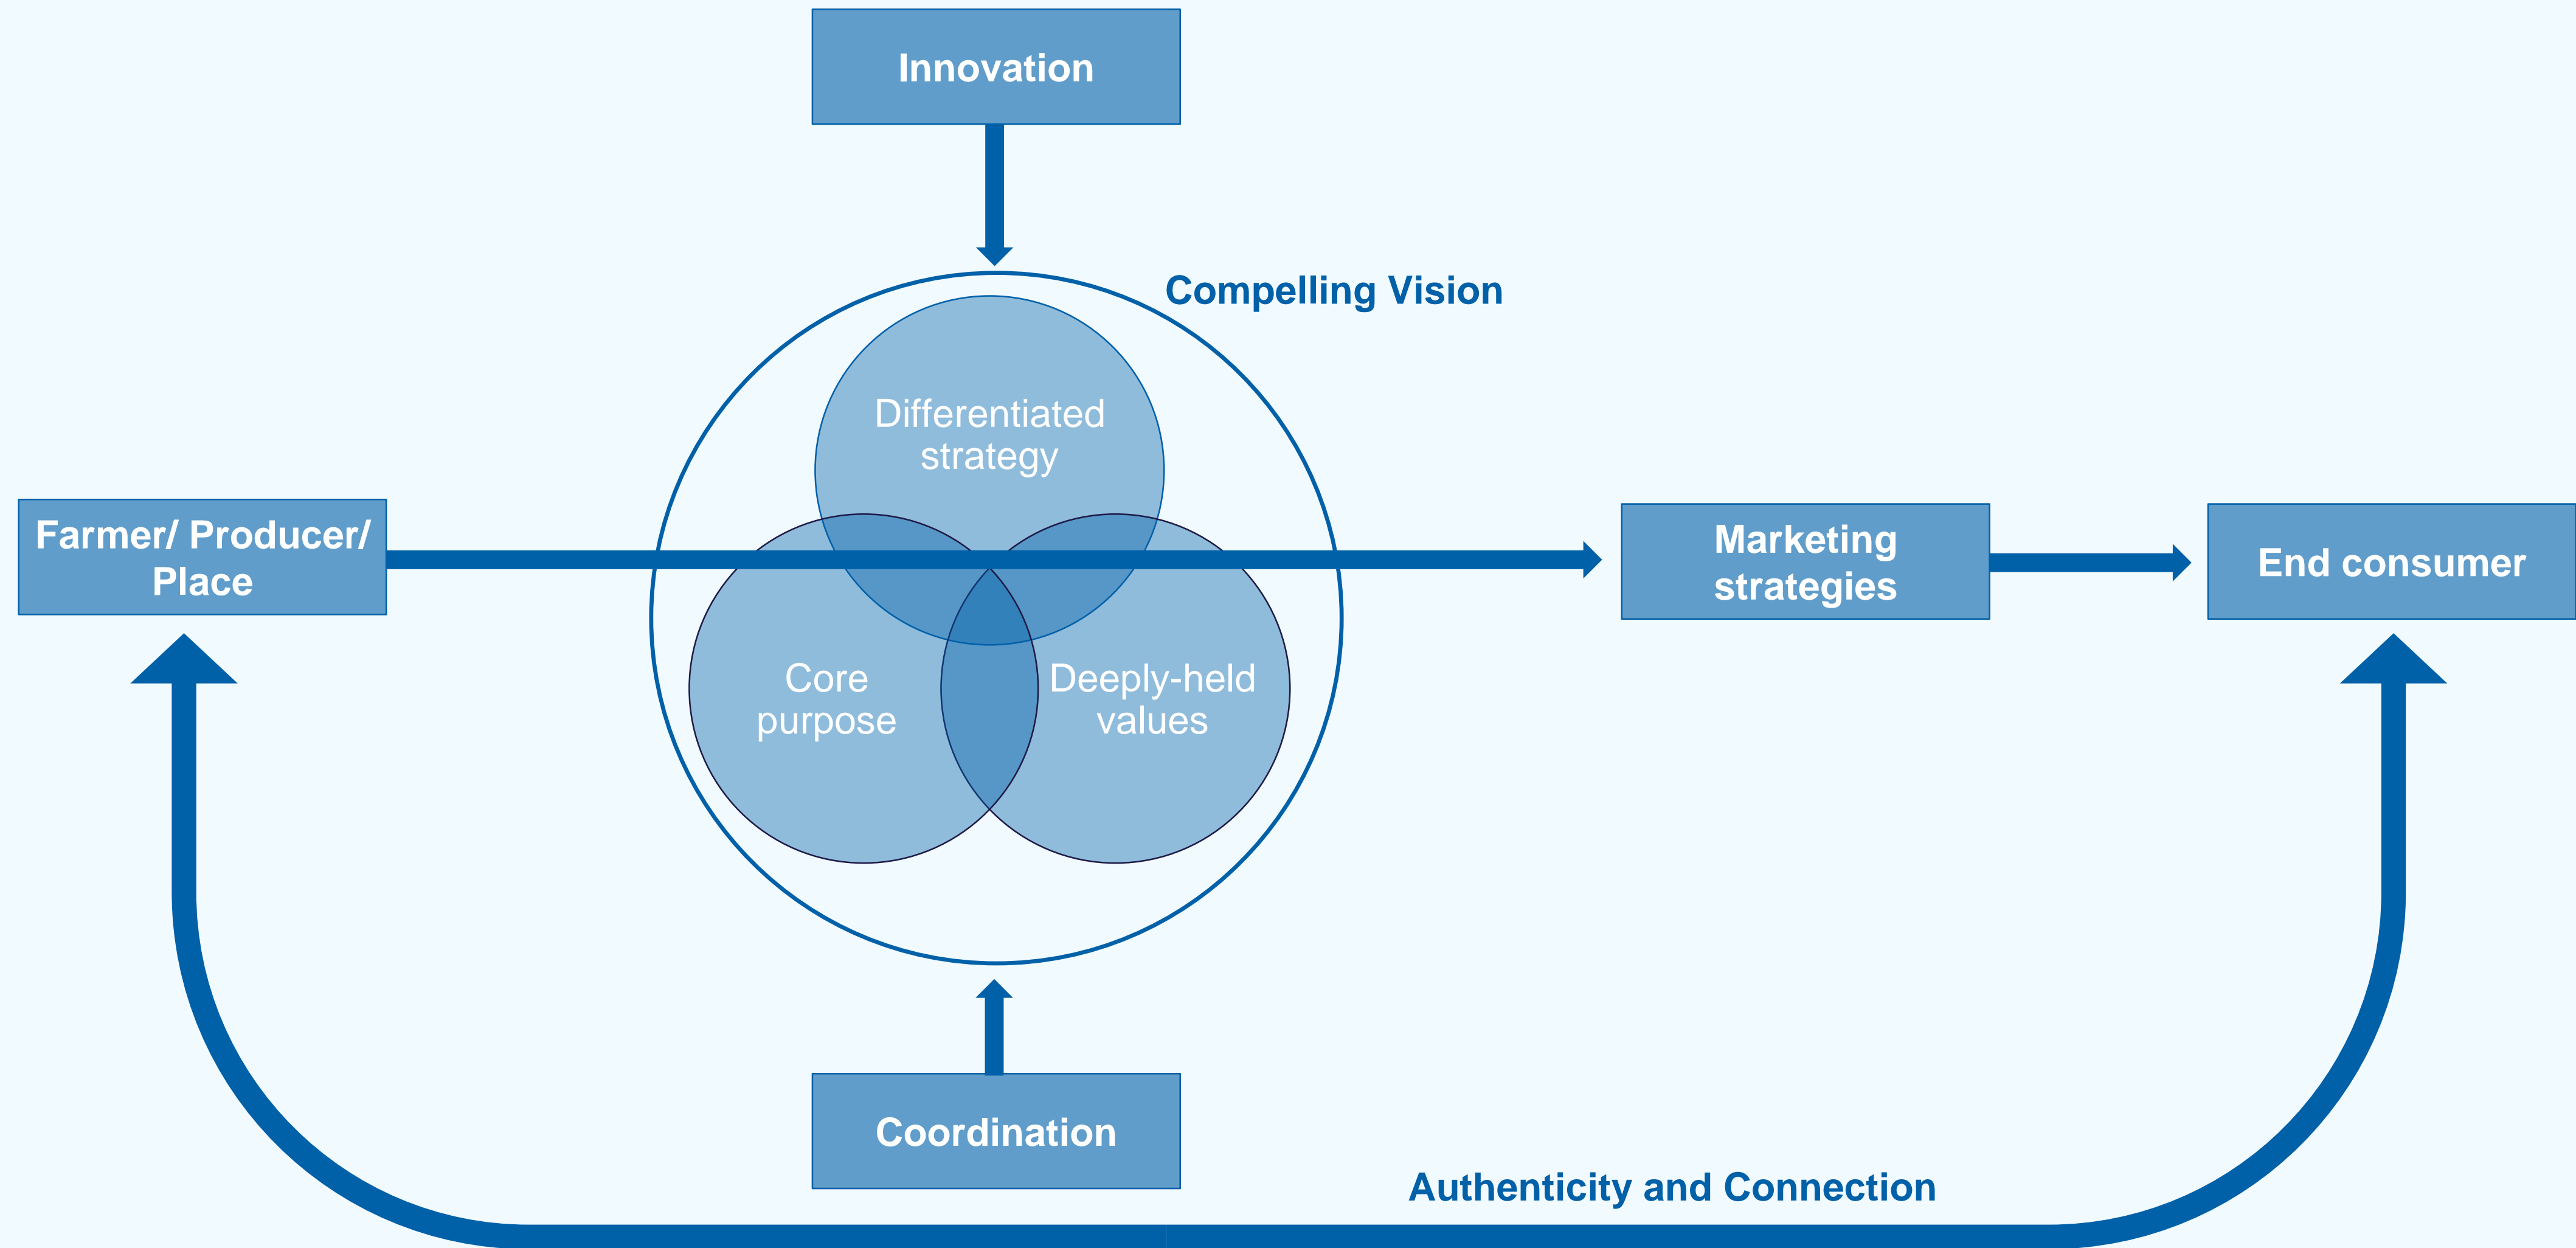 Innovation
Compelling Vision
Differentiated
strategy
Farmer/ Producer/
Place
Marketing
strategies
End consumer
Core
purpose
Deeply-held
values
Coordination
Authenticity and Connection